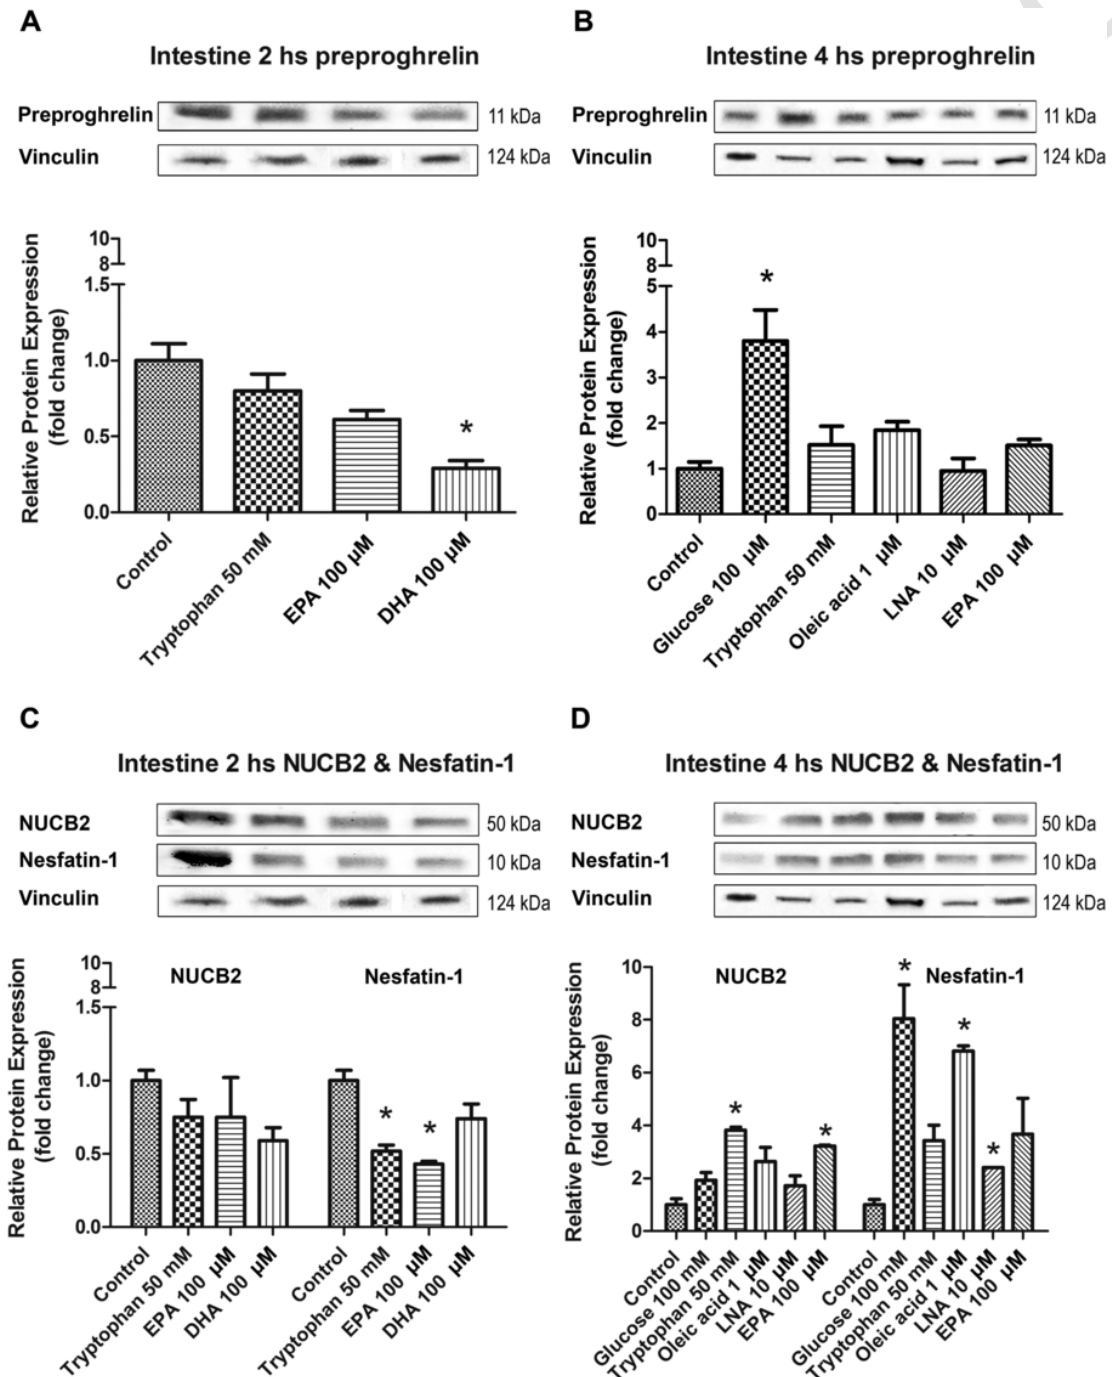 A
Intestine 2 hs preproghrelin
Preproghrelin 11 kDa
Vinculin 124 kDa
Relative Protein Expression
(fold change)
10
8
1.5
1.0
0.5
0.0
*
Control
Tryptophan 50 mM
EPA 100 µM
DHA 100 µM
B
Intestine 4 hs preproghrelin
Preproghrelin 11 kDa
Vinculin 124 kDa
Relative Protein Expression
(fold change)
10
8
5
4
3
2
1
0
*
Control
Glucose 100 µM
Tryptophan 50 mM
Oleic acid 1 µM
LNA 10 µM
EPA 100 µM
C
Intestine 2 hs NUCB2 & Nesfatin-1
NUCB2 50 kDa
Nesfatin-1 10 kDa
Vinculin 124 kDa
Relative Protein Expression
(fold change)
10
8
1.5
1.0
0.5
0.0
NUCB2 Nesfatin-1
* *
Control
Tryptophan 50 mM
EPA 100 µM
DHA 100 µM
Control
Tryptophan 50 mM
EPA 100 µM
DHA 100 µM
D
Intestine 4 hs NUCB2 & Nesfatin-1
NUCB2 50 kDa
Nesfatin-1 10 kDa
Vinculin 124 kDa
Relative Protein Expression
(fold change)
10
8
6
4
2
0
NUCB2 Nesfatin-1
* * * * *
Control
Glucose 100 mM
Tryptophan 50 mM
Oleic acid 1 µM
LNA 10 µM
EPA 100 µM
Control
Glucose 100 mM
Tryptophan 50 mM
Oleic acid 1 µM
LNA 10 µM
EPA 100 µM